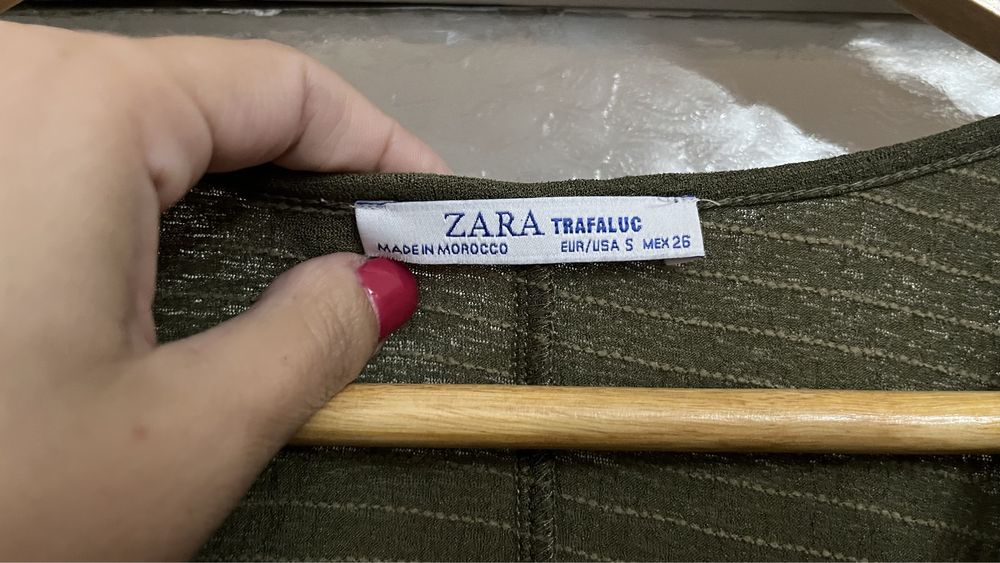 ZARA TRAFALUC
MADE IN MOROCCO EUR/USA S MEX 26